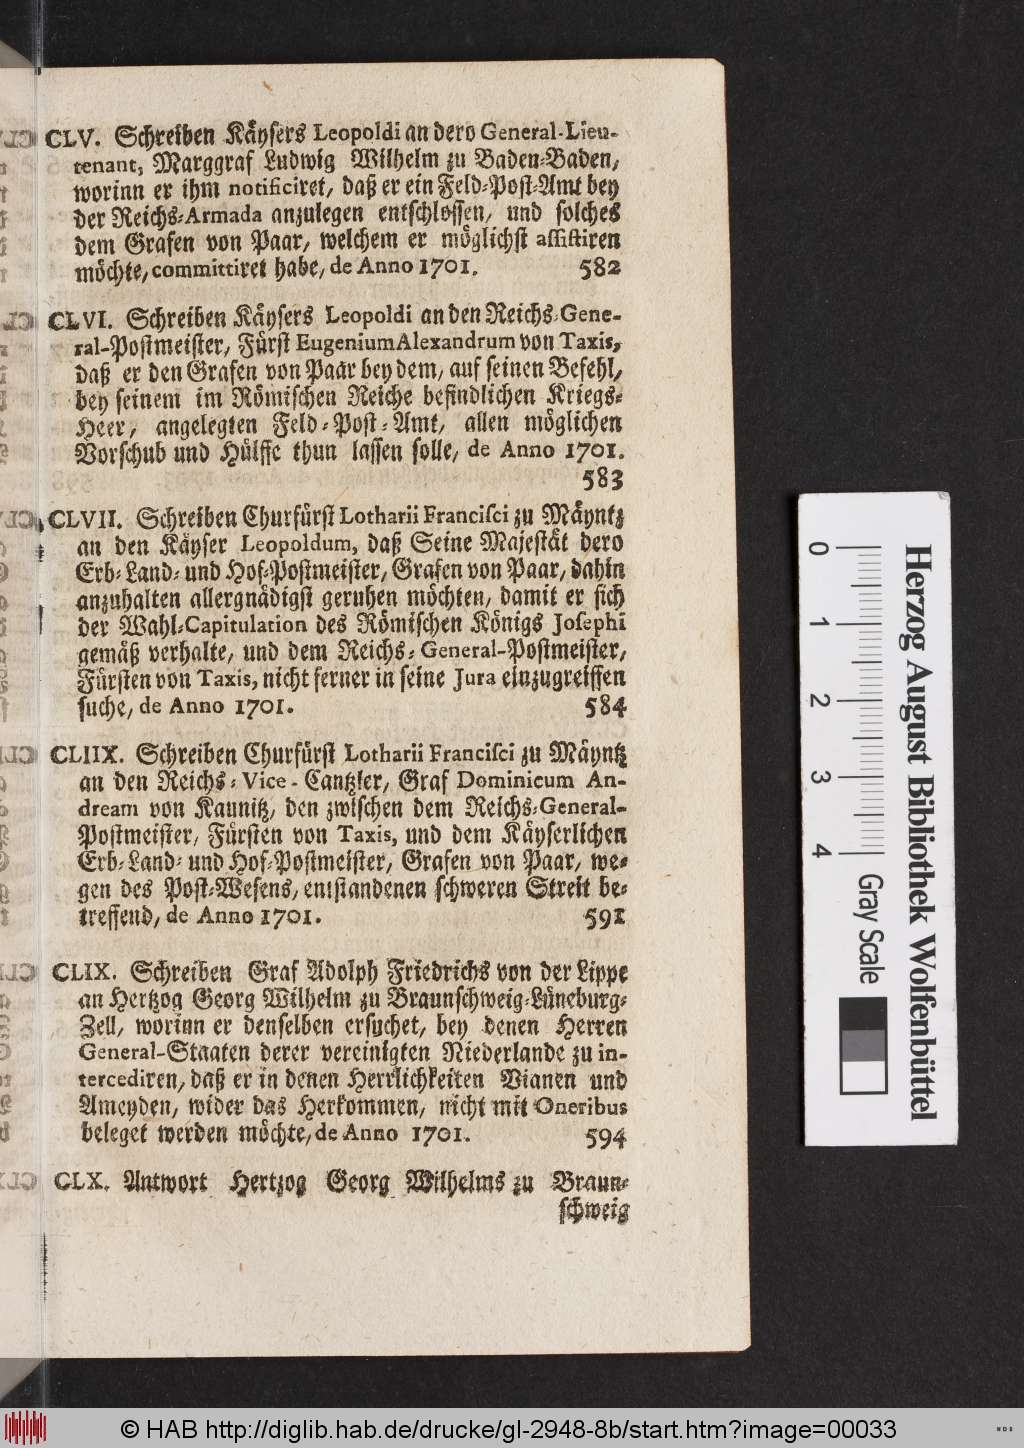 CLV. Schreiben Käysers Leopoldi an dero General-Lieu-
tenant, Marggraf Ludwig Wilhelm zu Baden-Baden,
worinn er ihm notificiret, daß er ein Feld-Post-Amt bey
der Reichs-Armada anzulegen entschlossen, und solches
dem Grafen von Paar, welchem er möglichst assistiren
möchte, committiret habe, de Anno 1701. 582
CLVI. Schreiben Käysers Leopoldi an den Reichs-Gene-
ral-Postmeister, Fürst Eugenium Alexandrum von Taxis,
daß er den Grafen von Paar bey dem, auf seinen Befehl,
bey seinem im Römischen Reiche befindlichen Kriegs-
Heer, angelegten Feld-Post-Amt, allen möglichen
Vorschub und Hülffe thun lassen solle, de Anno 1701.
583
CLVII. Schreiben Churfürst Lotharii Franciſci zu Mäyntz
an den Käyser Leopoldum, daß Seine Majestät dero
Erb-Land- und Hof-Postmeister, Grafen von Paar, dahin
anzuhalten allergnädigst geruhen möchten, damit er sich
der Wahl-Capitulation des Römischen Königs Joſephi
gemäß verhalte, und dem Reichs-General-Postmeister,
Fürsten von Taxis, nicht ferner in seine Jura einzugreiffen
suche, de Anno 1701. 584
CLIIX. Schreiben Churfürst Lotharii Franciſci zu Mäyntz
an den Reichs-Vice-Cantzler, Graf Dominicum An-
dream von Kaunitz, den zwischen dem Reichs-General-
Postmeister, Fürsten von Taxis, und dem Käyserlichen
Erb-Land- und Hof-Postmeister, Grafen von Paar, we-
gen des Post-Wesens, entstandenen schweren Streit be-
treffend, de Anno 1701. 591
CLIX. Schreiben Graf Adolph Friedrichs von der Lippe
an Hertzog Georg Wilhelm zu Braunschweig-Lüneburg-
Zell, worinn er denselben ersuchet, bey denen Herren
General-Staaten derer vereinigten Niederlande zu in-
tercediren, daß er in denen Herrlichkeiten Vianen und
Ameyden, wider das Herkommen, nicht mit Oneribus
beleget werden möchte, de Anno 1701. 594
CLX. Antwort Hertzog Georg Wilhelms zu Braun-
schweig
0 1 2 3 4 Gray Scale
Herzog August Bibliothek Wolfenbüttel
© HAB http://diglib.hab.de/drucke/gl-2948-8b/start.htm?image=00033